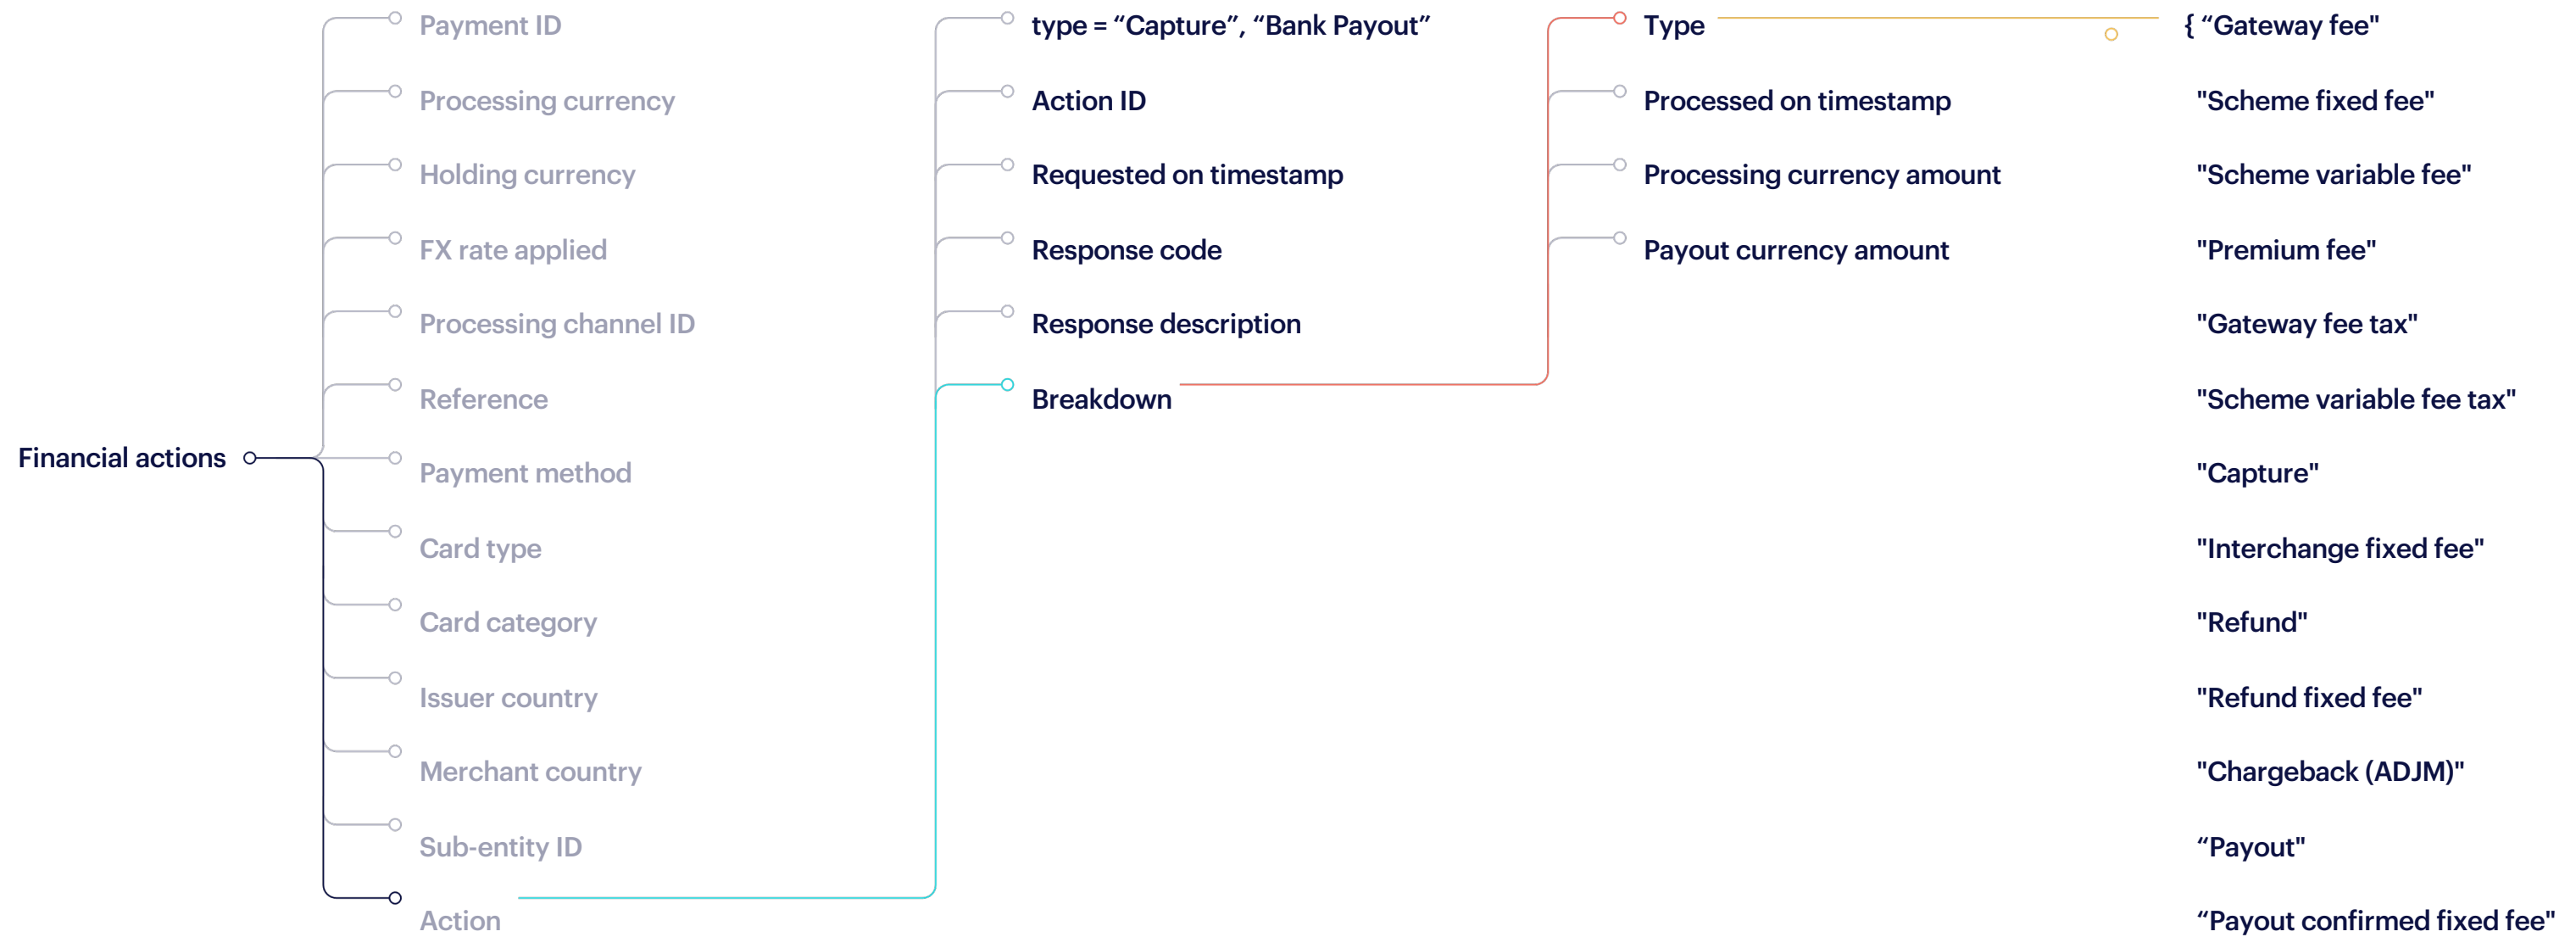 Financial actions
Payment ID
Processing currency
Holding currency
FX rate applied
Processing channel ID
Reference
Payment method
Card type
Card category
Issuer country
Merchant country
Sub-entity ID
Action
type = “Capture”, “Bank Payout”
Action ID
Requested on timestamp
Response code
Response description
Breakdown
Type
Processed on timestamp
Processing currency amount
Payout currency amount
{ “Gateway fee"
"Scheme fixed fee"
"Scheme variable fee"
"Premium fee"
"Gateway fee tax"
"Scheme variable fee tax"
"Capture"
"Interchange fixed fee"
"Refund"
"Refund fixed fee"
"Chargeback (ADJM)"
“Payout"
“Payout confirmed fixed fee"